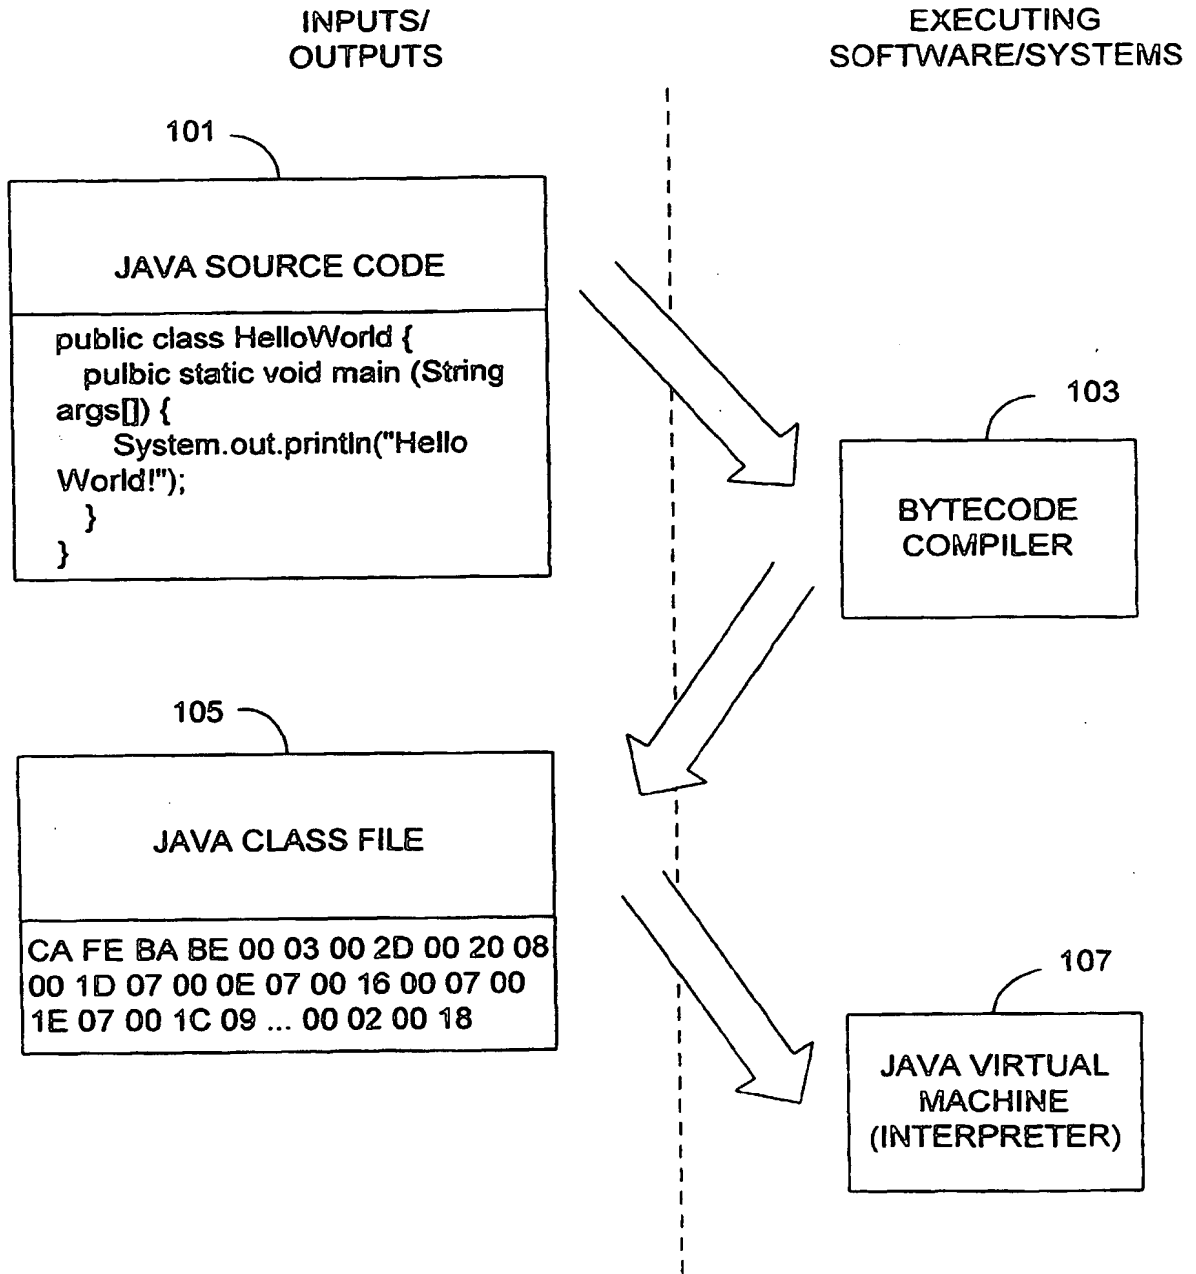 INPUTS/
OUTPUTS
EXECUTING
SOFTWARE/SYSTEMS
101
JAVA SOURCE CODE
public class HelloWorld {
pulbic static void main (String
args[]) {
System.out.println("Hello
World!");
}
}
103
BYTECODE
COMPILER
105
JAVA CLASS FILE
CA FE BA BE 00 03 00 2D 00 20 08
00 1D 07 00 0E 07 00 16 00 07 00
1E 07 00 1C 09 ... 00 02 00 18
107
JAVA VIRTUAL
MACHINE
(INTERPRETER)